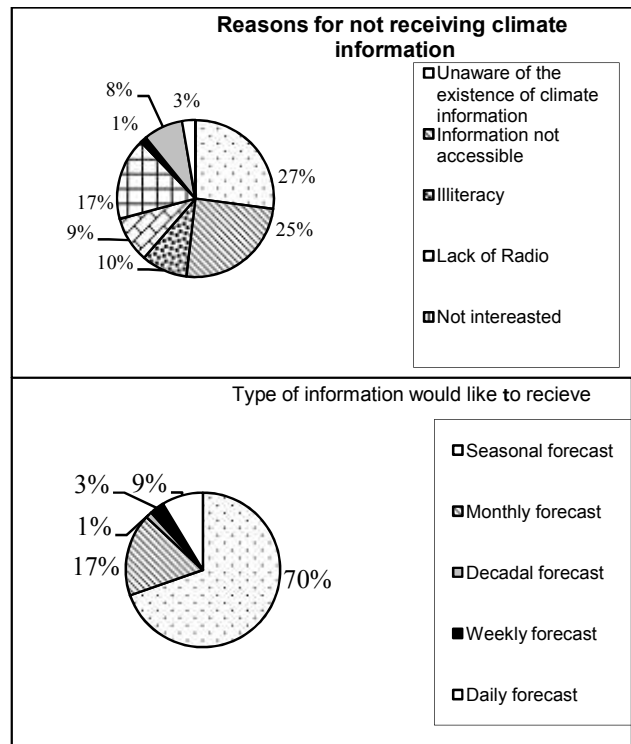 Reasons for not receiving climate
information
8%
3%
1%
27%
17%
25%
9%
10%
Unaware of the
existence of climate
information
Information not
accessible
Illiteracy
Lack of Radio
Not intereasted
Type of information would like to recieve
3%
9%
1%
17%
70%
Seasonal forecast
Monthly forecast
Decadal forecast
Weekly forecast
Daily forecast